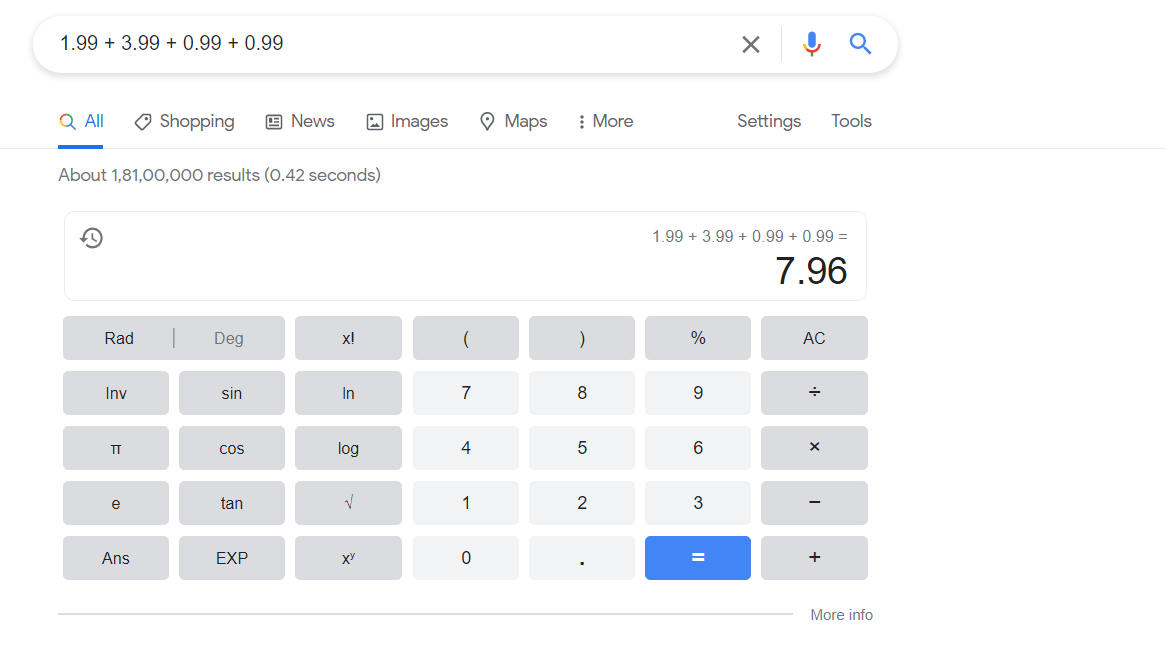 1.99 + 3.99 + 0.99 + 0.99
All Shopping News Images Maps More Settings Tools
About 1,81,00,000 results (0.42 seconds)
1.99 + 3.99 + 0.99 + 0.99 =
7.96
Rad | Deg x! ( ) % AC
Inv sin ln 7 8 9 ÷
π cos log 4 5 6 ×
e tan √ 1 2 3 −
Ans EXP xʸ 0 . = +
More info